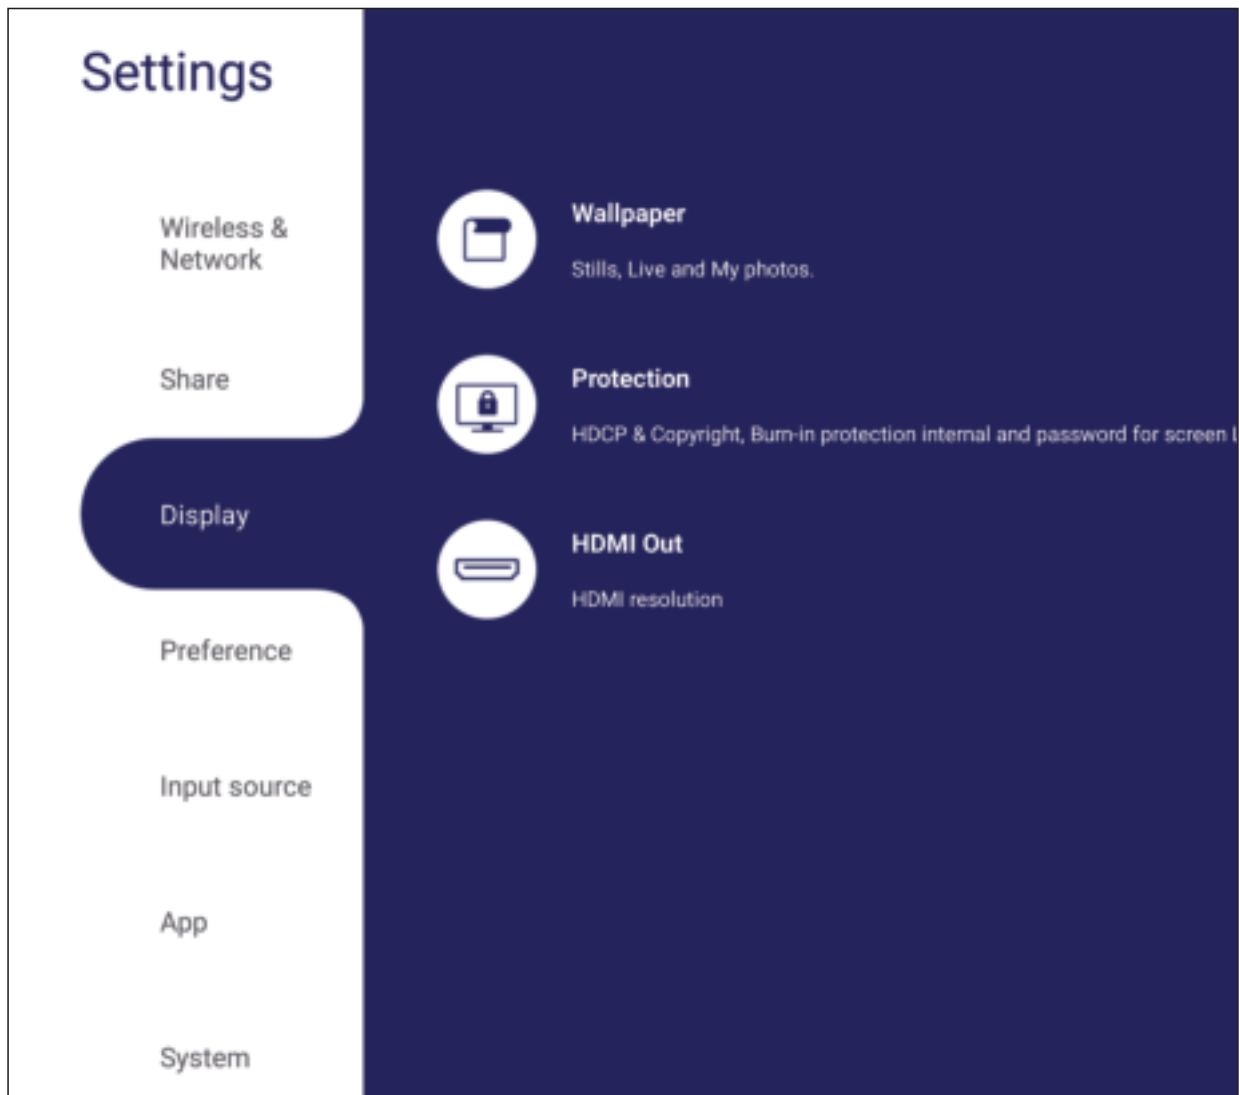 Settings
Wireless &
Network
Share
Display
Preference
Input source
App
System
Wallpaper
Stills, Live and My photos.
Protection
HDCP & Copyright, Burn-in protection internal and password for screen
HDMI Out
HDMI resolution